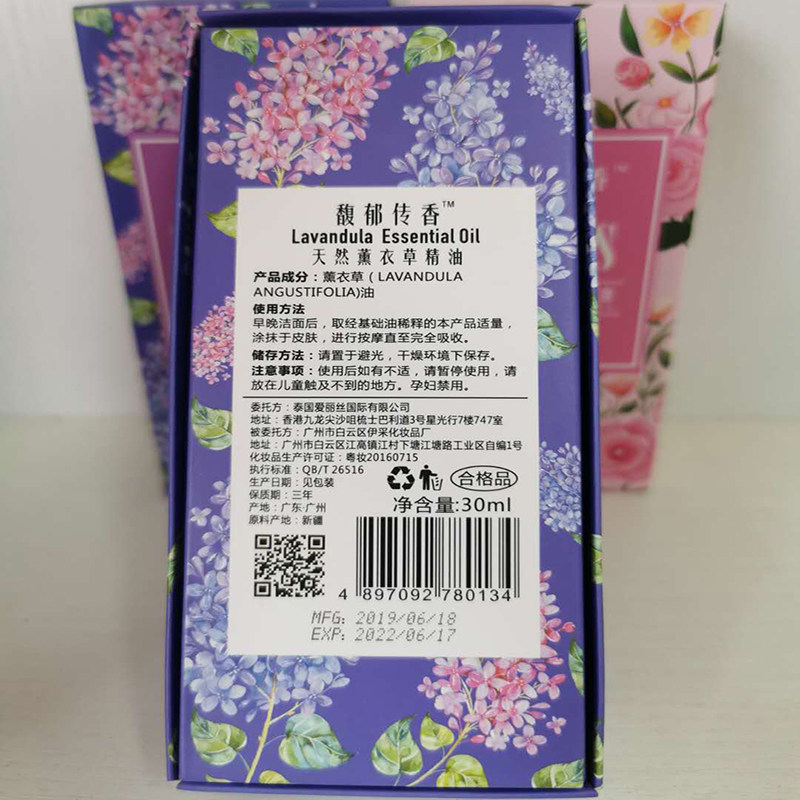 馥郁传香™
Lavandula Essential Oil
天然薰衣草精油
产品成分：薰衣草 ( LAVANDULA
ANGUSTIFOLIA)油
使用方法
早晚洁面后，取经基础油稀释的本产品适量，
涂抹于皮肤，进行按摩直至完全吸收。
储存方法：请置于避光，干燥环境下保存。
注意事项：使用后如有不适，请暂停使用，请
放在儿童触及不到的地方。孕妇禁用。
委托方：泰国爱丽丝国际有限公司
地址：香港九龙尖沙咀梳士巴利道3号星光行7楼747室
被委托方：广州市白云区伊采化妆品厂
地址：广州市白云区江高镇江村下塘江塘路工业区自编1号
化妆品生产许可证：粤妆20160715
执行标准：QB/T 26516
生产日期：见包装
保质期：三年
产地：广东·广州
原料产地：新疆
合格品
净含量:30ml
4 897092 780134
MFG: 2019/06/18
EXP: 2022/06/17
香™
S